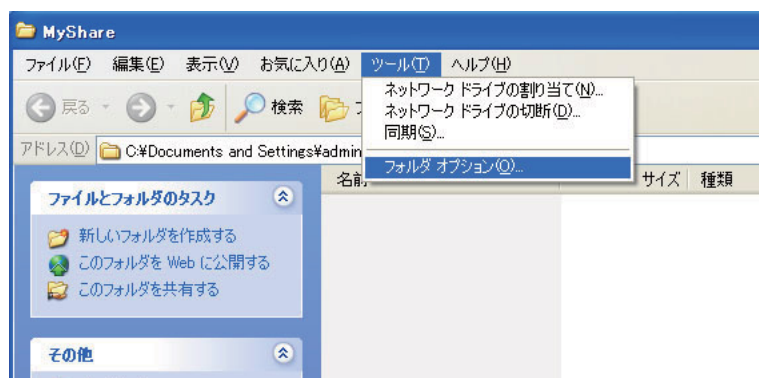 MyShare
ファイル(F) 編集(E) 表示(V) お気に入り(A) ツール(T) ヘルプ(H)
ネットワーク ドライブの割り当て(N)...
ネットワーク ドライブの切断(D)...
同期(S)...
フォルダ オプション(O)...
戻る 検索 フ
アドレス(D) C:¥Documents and Settings¥admin
名前 サイズ 種類
ファイルとフォルダのタスク
新しいフォルダを作成する
このフォルダを Web に公開する
このフォルダを共有する
その他